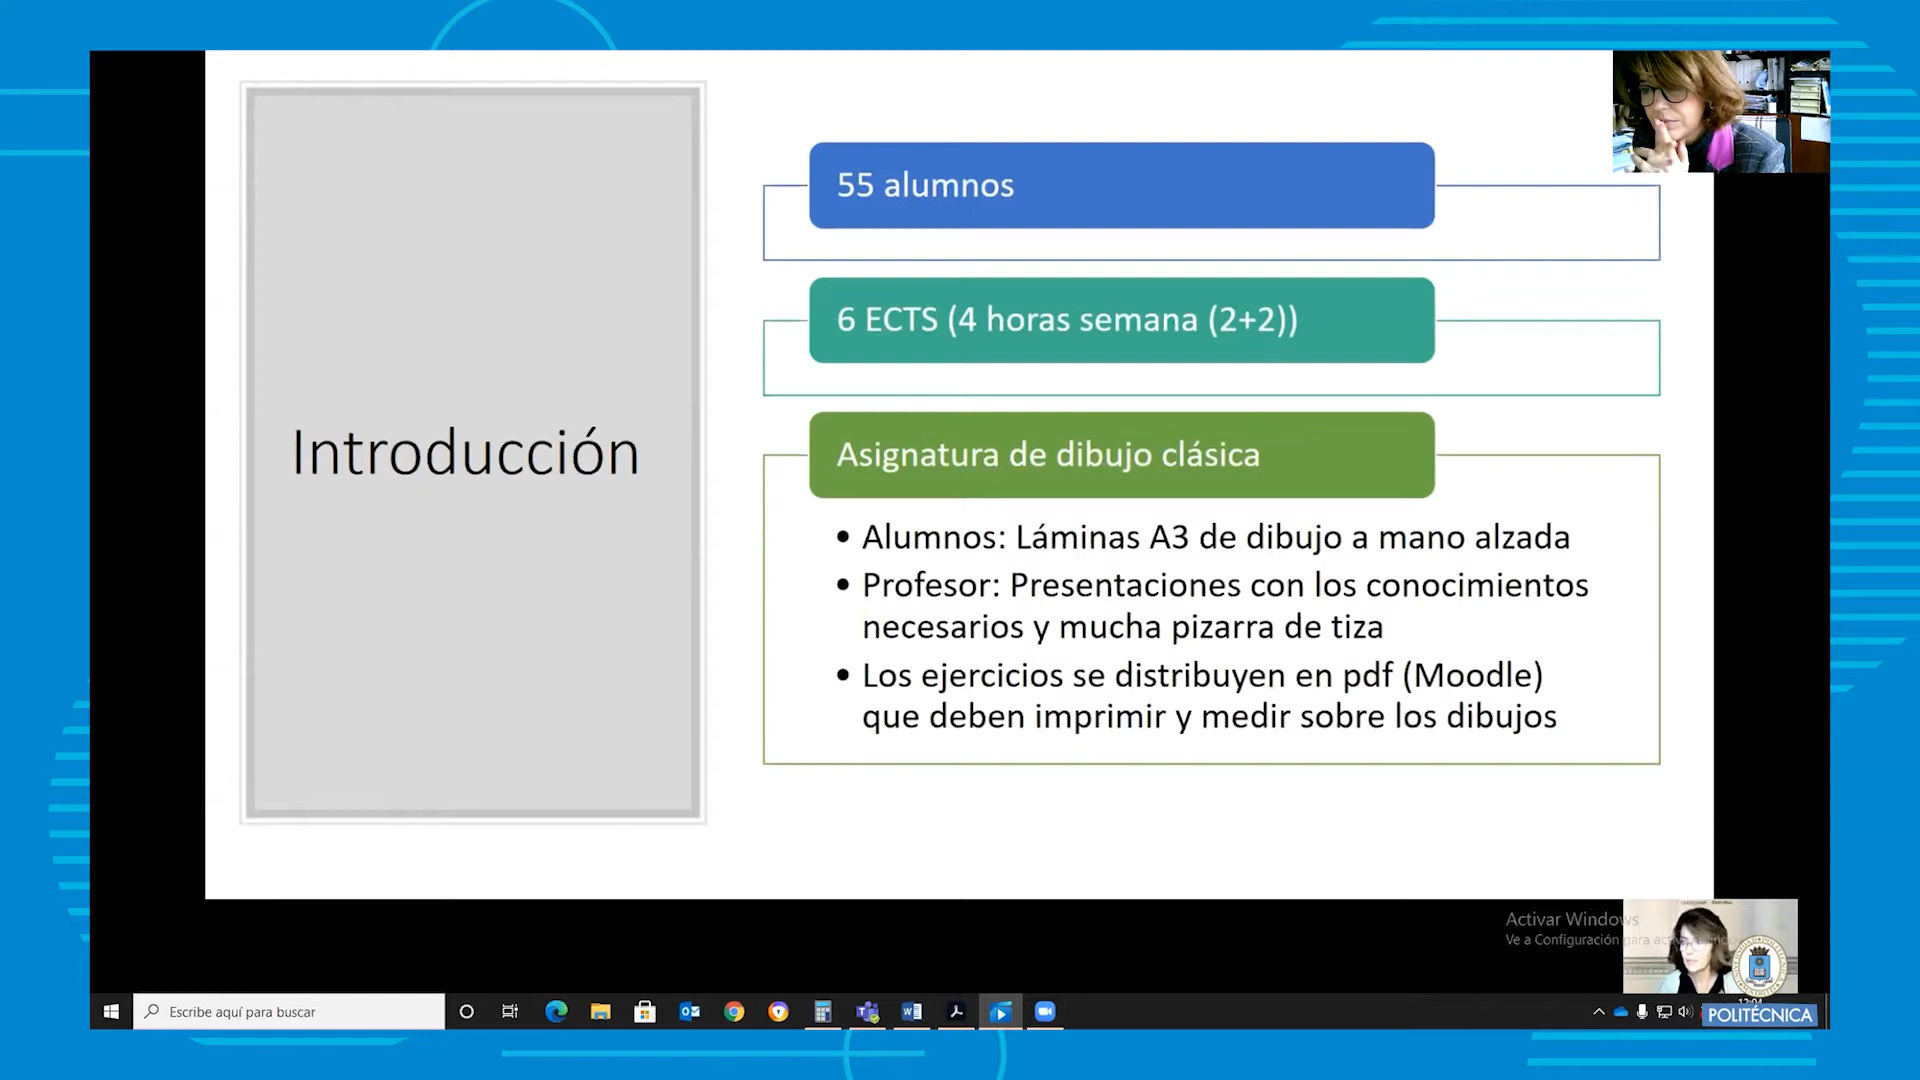 55 alumnos
6 ECTS (4 horas semana (2+2))
Introducción
Asignatura de dibujo clásica
• Alumnos: Láminas A3 de dibujo a mano alzada
• Profesor: Presentaciones con los conocimientos
necesarios y mucha pizarra de tiza
• Los ejercicios se distribuyen en pdf (Moodle)
que deben imprimir y medir sobre los dibujos
Activar Windows
Ve a Configuración para
Escribe aquí para buscar
POLITÉCNICA